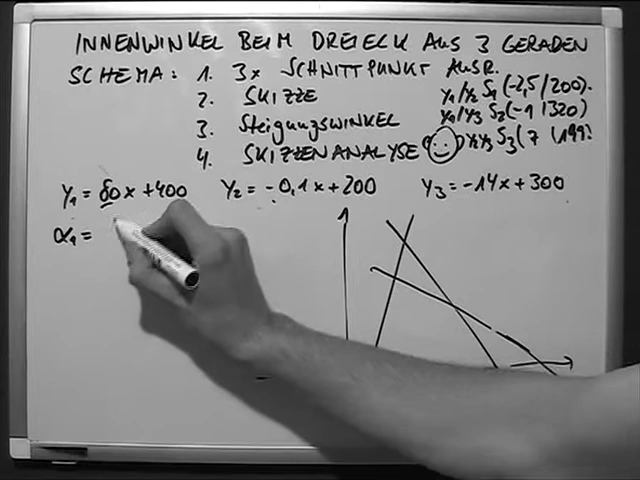 INNENWINKEL BEIM DREIECK AUS 3 GERADEN
SCHEMA: 1. 3x SCHNITTPUNKT AUSR.
2. SKIZZE
3. Steigungswinkel
4. SKIZZENANALYSE
y1/y2 S1(-2,5/200)
y1/y3 S2(-1/320)
y2/y3 S3(7/199
y1 = 80x+400 y2 = -0,1x+200 y3 = -14x+300
α1 =